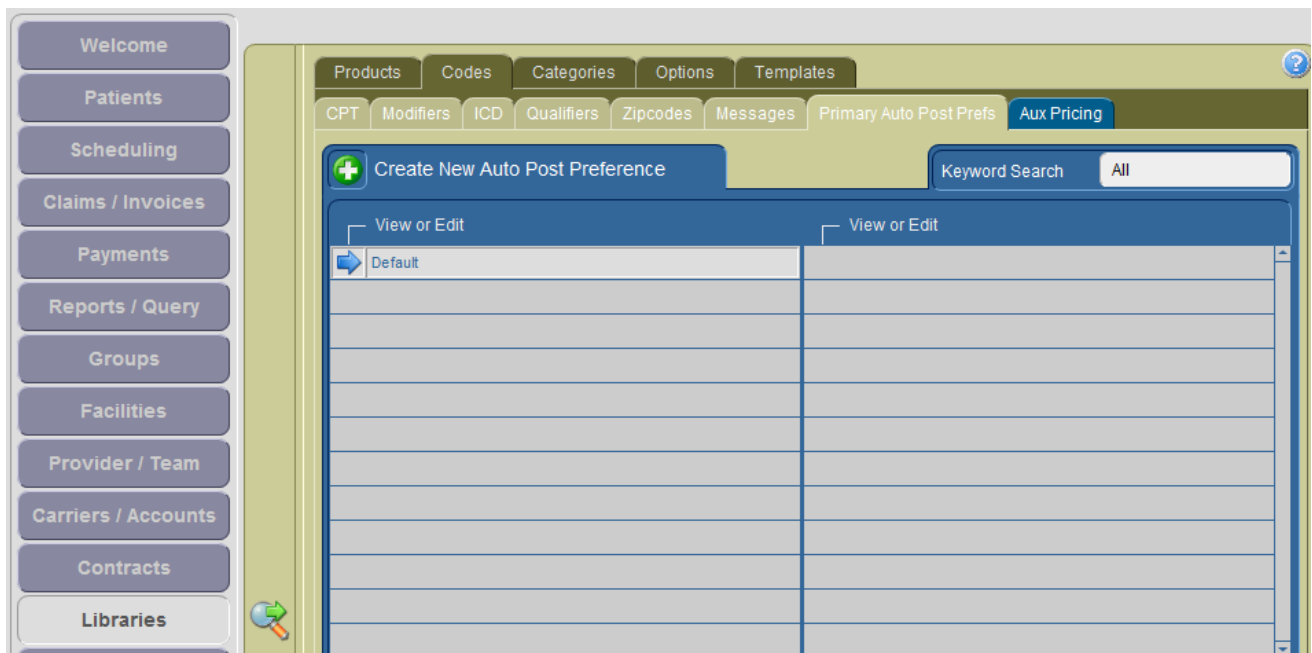 Welcome
Patients
Scheduling
Claims / Invoices
Payments
Reports / Query
Groups
Facilities
Provider / Team
Carriers / Accounts
Contracts
Libraries
Products Codes Categories Options Templates
CPT Modifiers ICD Qualifiers Zipcodes Messages Primary Auto Post Prefs Aux Pricing
Create New Auto Post Preference Keyword Search All
View or Edit View or Edit
Default